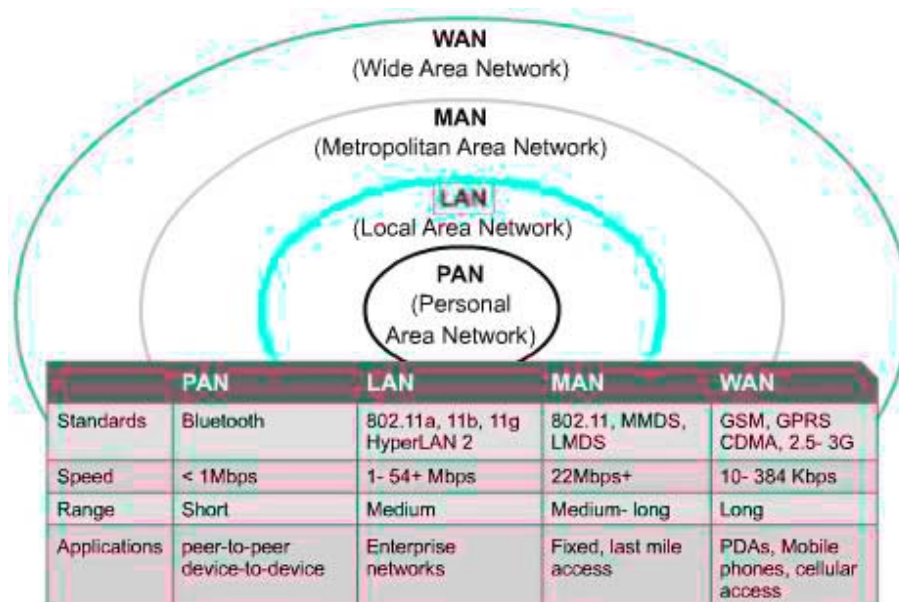 WAN
(Wide Area Network)
MAN
(Metropolitan Area Network)
LAN
(Local Area Network)
PAN
(Personal
Area Network)
PAN LAN MAN WAN
Standards Bluetooth 802.11a, 11b, 11g 802.11, MMDS, GSM, GPRS
HyperLAN 2 LMDS CDMA, 2.5- 3G
Speed < 1Mbps 1- 54+ Mbps 22Mbps+ 10- 384 Kbps
Range Short Medium Medium- long Long
Applications peer-to-peer Enterprise Fixed, last mile PDAs, Mobile
device-to-device networks access phones, cellular
access